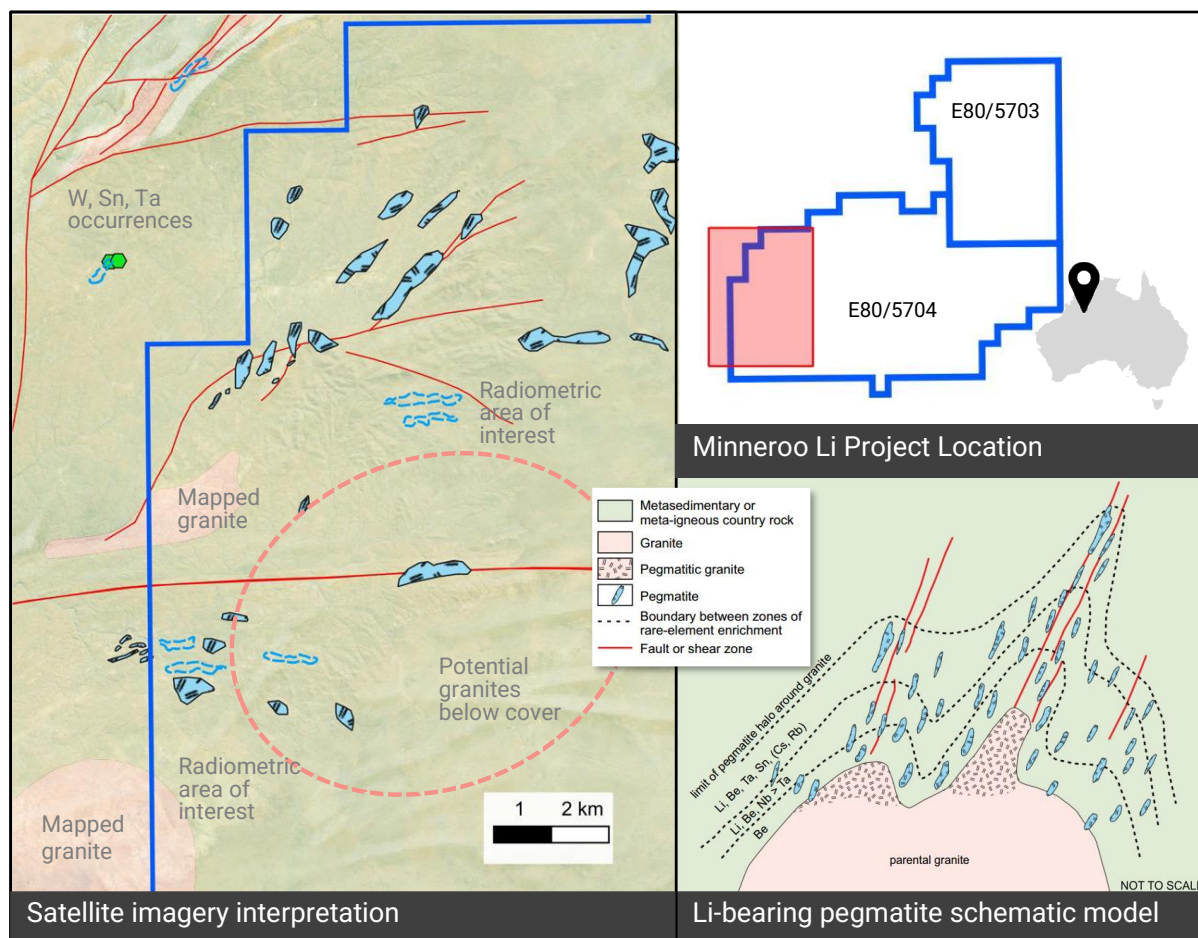 W, Sn, Ta
occurrences
Radiometric
area of
interest
Mapped
granite
Potential
granites
below cover
Radiometric
area of
interest
Mapped
granite
1 2 km
Satellite imagery interpretation
E80/5703
E80/5704
Minneroo Li Project Location
Metasedimentary or
meta-igneous country rock
Granite
Pegmatitic granite
Pegmatite
Boundary between zones of
rare-element enrichment
Fault or shear zone
limit of pegmatite halo around granite
Li, Be, Ta, Sn, (Cs, Rb)
Li, Be, Nb > Ta
Be
parental granite
NOT TO SCALE
Li-bearing pegmatite schematic model